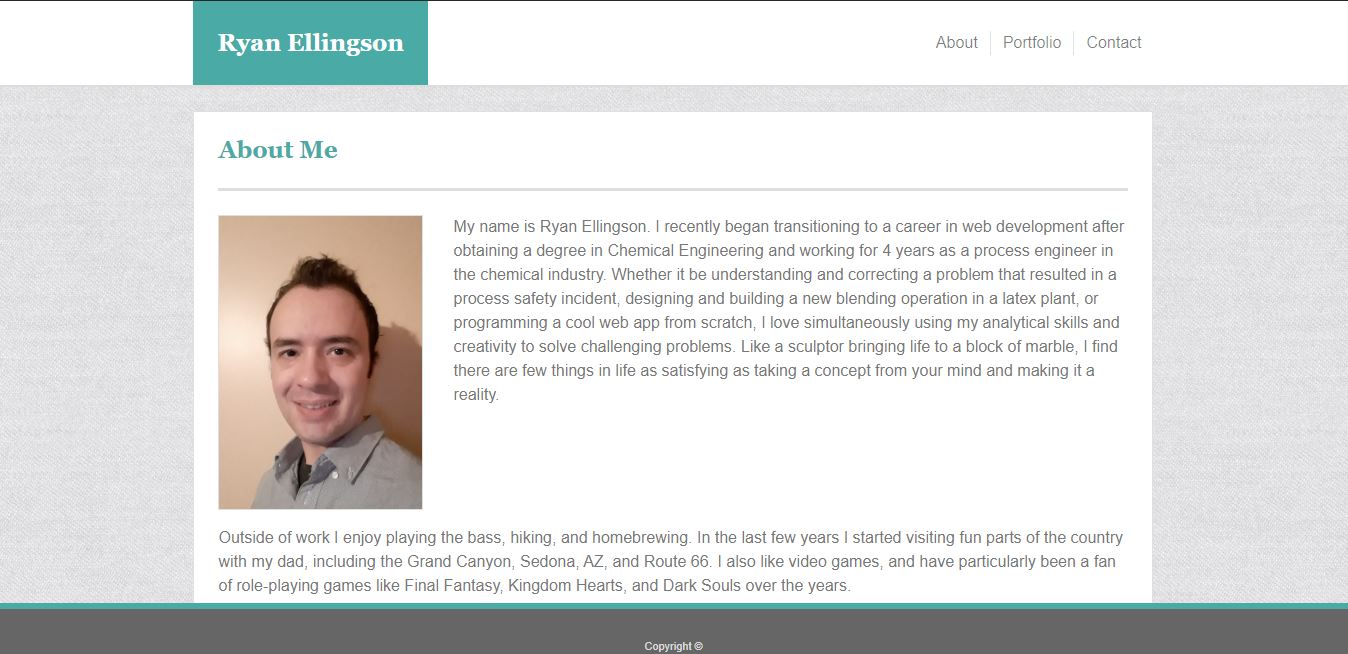 Ryan Ellingson
About
Portfolio
Contact
About Me
My name is Ryan Ellingson. I recently began transitioning to a career in web development after
obtaining a degree in Chemical Engineering and working for 4 years as a process engineer in
the chemical industry. Whether it be understanding and correcting a problem that resulted in a
process safety incident, designing and building a new blending operation in a latex plant, or
programming a cool web app from scratch, I love simultaneously using my analytical skills and
creativity to solve challenging problems. Like a sculptor bringing life to a block of marble, I find
there are few things in life as satisfying as taking a concept from your mind and making it a
reality.
Outside of work I enjoy playing the bass, hiking, and homebrewing. In the last few years I started visiting fun parts of the country
with my dad, including the Grand Canyon, Sedona, AZ, and Route 66. I also like video games, and have particularly been a fan
of role-playing games like Final Fantasy, Kingdom Hearts, and Dark Souls over the years.
Copyright ©